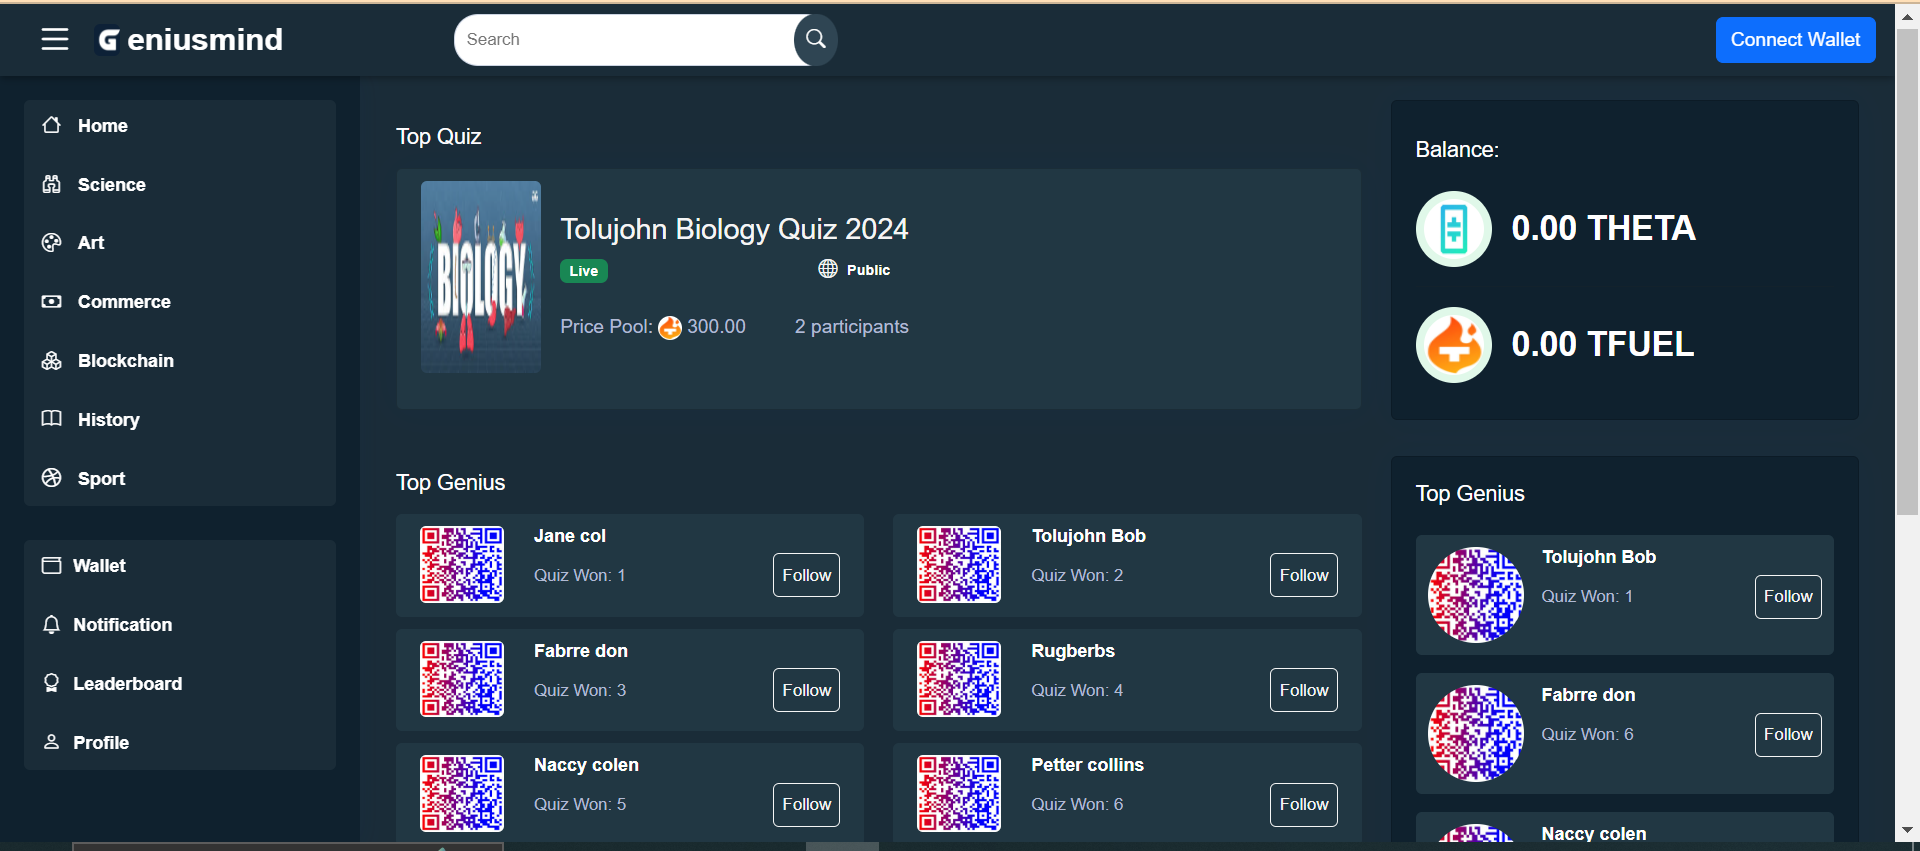 Geniusmind
Search
Connect Wallet
Home
Science
Art
Commerce
Blockchain
History
Sport
Wallet
Notification
Leaderboard
Profile
Top Quiz
BIOLOGY
Tolujohn Biology Quiz 2024
Live
Public
Price Pool: 300.00
2 participants
Top Genius
Jane col
Quiz Won: 1
Follow
Tolujohn Bob
Quiz Won: 2
Follow
Fabrre don
Quiz Won: 3
Follow
Rugberbs
Quiz Won: 4
Follow
Naccy colen
Quiz Won: 5
Follow
Petter collins
Quiz Won: 6
Follow
Balance:
0.00 THETA
0.00 TFUEL
Top Genius
Tolujohn Bob
Quiz Won: 1
Follow
Fabrre don
Quiz Won: 6
Follow
Naccy colen